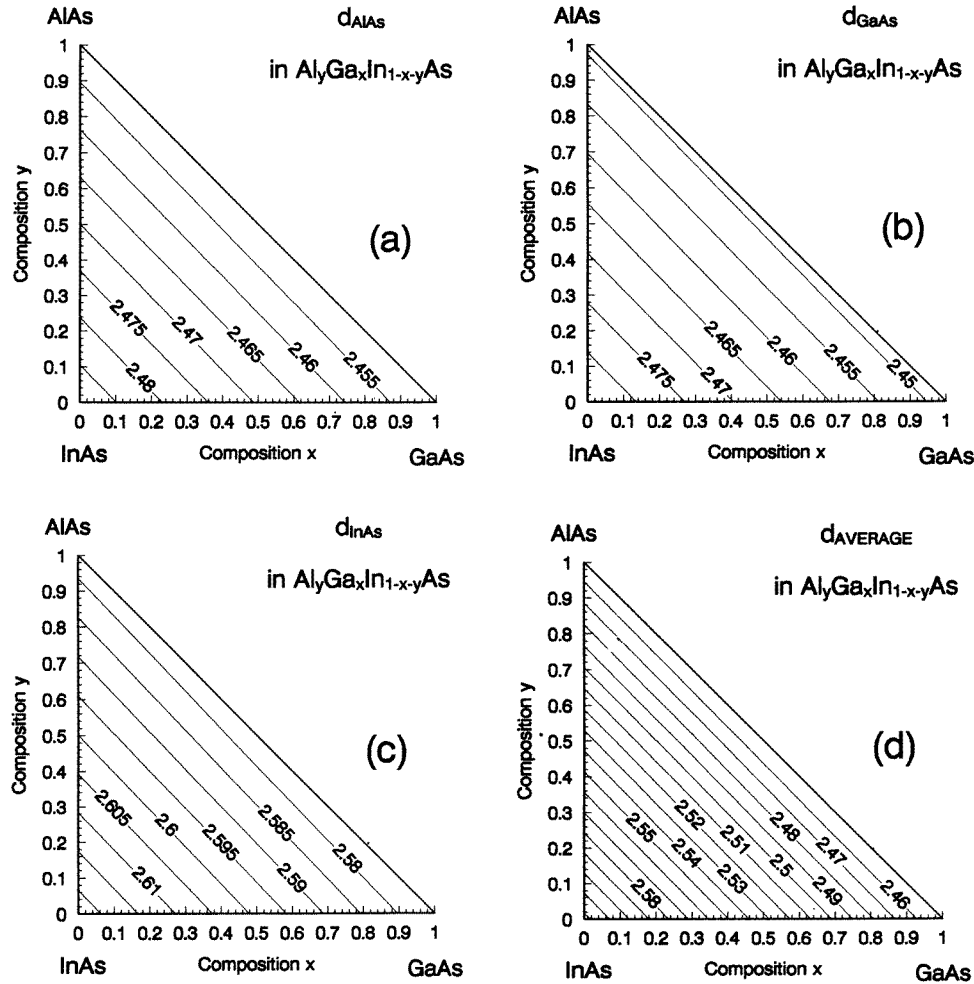 AlAs
d_AlAs
in Al_yGa_xIn_1-x-yAs
1
0.9
0.8
0.7
0.6
0.5
0.4
0.3
0.2
0.1
0
Composition y
(a)
2.475
2.47
2.465
2.46
2.455
2.48
0 0.1 0.2 0.3 0.4 0.5 0.6 0.7 0.8 0.9 1
InAs
Composition x
GaAs
AlAs
d_GaAs
in Al_yGa_xIn_1-x-yAs
1
0.9
0.8
0.7
0.6
0.5
0.4
0.3
0.2
0.1
0
Composition y
(b)
2.465
2.46
2.455
2.45
2.475
2.47
0 0.1 0.2 0.3 0.4 0.5 0.6 0.7 0.8 0.9 1
InAs
Composition x
GaAs
AlAs
d_InAs
in Al_yGa_xIn_1-x-yAs
1
0.9
0.8
0.7
0.6
0.5
0.4
0.3
0.2
0.1
0
Composition y
(c)
2.605
2.6
2.595
2.585
2.58
2.61
2.59
0 0.1 0.2 0.3 0.4 0.5 0.6 0.7 0.8 0.9 1
InAs
Composition x
GaAs
AlAs
d_AVERAGE
in Al_yGa_xIn_1-x-yAs
1
0.9
0.8
0.7
0.6
0.5
0.4
0.3
0.2
0.1
0
Composition y
(d)
2.52
2.51
2.5
2.49
2.48
2.47
2.46
2.55
2.54
2.53
2.58
0 0.1 0.2 0.3 0.4 0.5 0.6 0.7 0.8 0.9 1
InAs
Composition x
GaAs